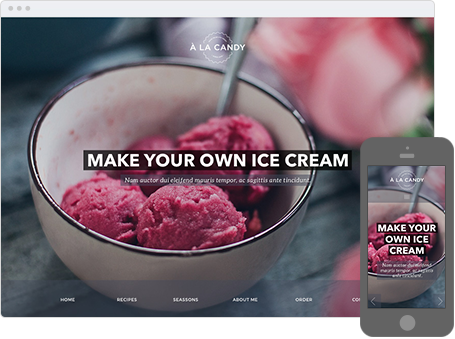 À LA CANDY
MAKE YOUR OWN ICE CREAM
Nam auctor dui eleifend mauris tempor, ac sagittis ante tincidunt.
HOME RECIPES SEASSONS ABOUT ME ORDER
À LA CANDY
MAKE YOUR
OWN ICE
CREAM
Nam auctor dui eleifend
mauris tempor, ac sagittis
ante tincidunt.